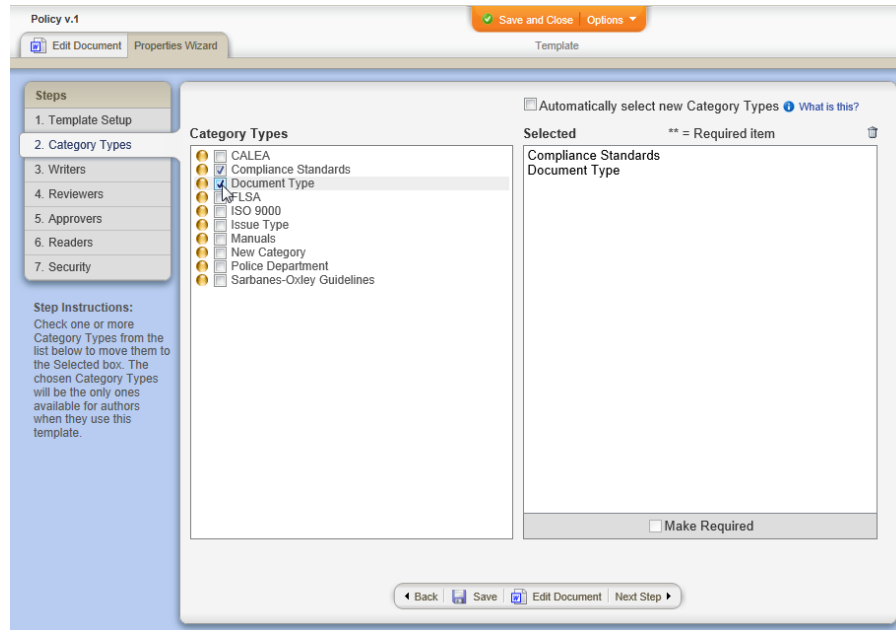 Policy v.1
Save and Close Options
Edit Document Properties Wizard
Template
Steps
1. Template Setup
2. Category Types
3. Writers
4. Reviewers
5. Approvers
6. Readers
7. Security
Step Instructions:
Check one or more
Category Types from the
list below to move them to
the Selected box. The
chosen Category Types
will be the only ones
available for authors
when they use this
template.
Automatically select new Category Types What is this?
Category Types
CALEA
Compliance Standards
Document Type
FLSA
ISO 9000
Issue Type
Manuals
New Category
Police Department
Sarbanes-Oxley Guidelines
Selected ** = Required item
Compliance Standards
Document Type
Make Required
Back Save Edit Document Next Step